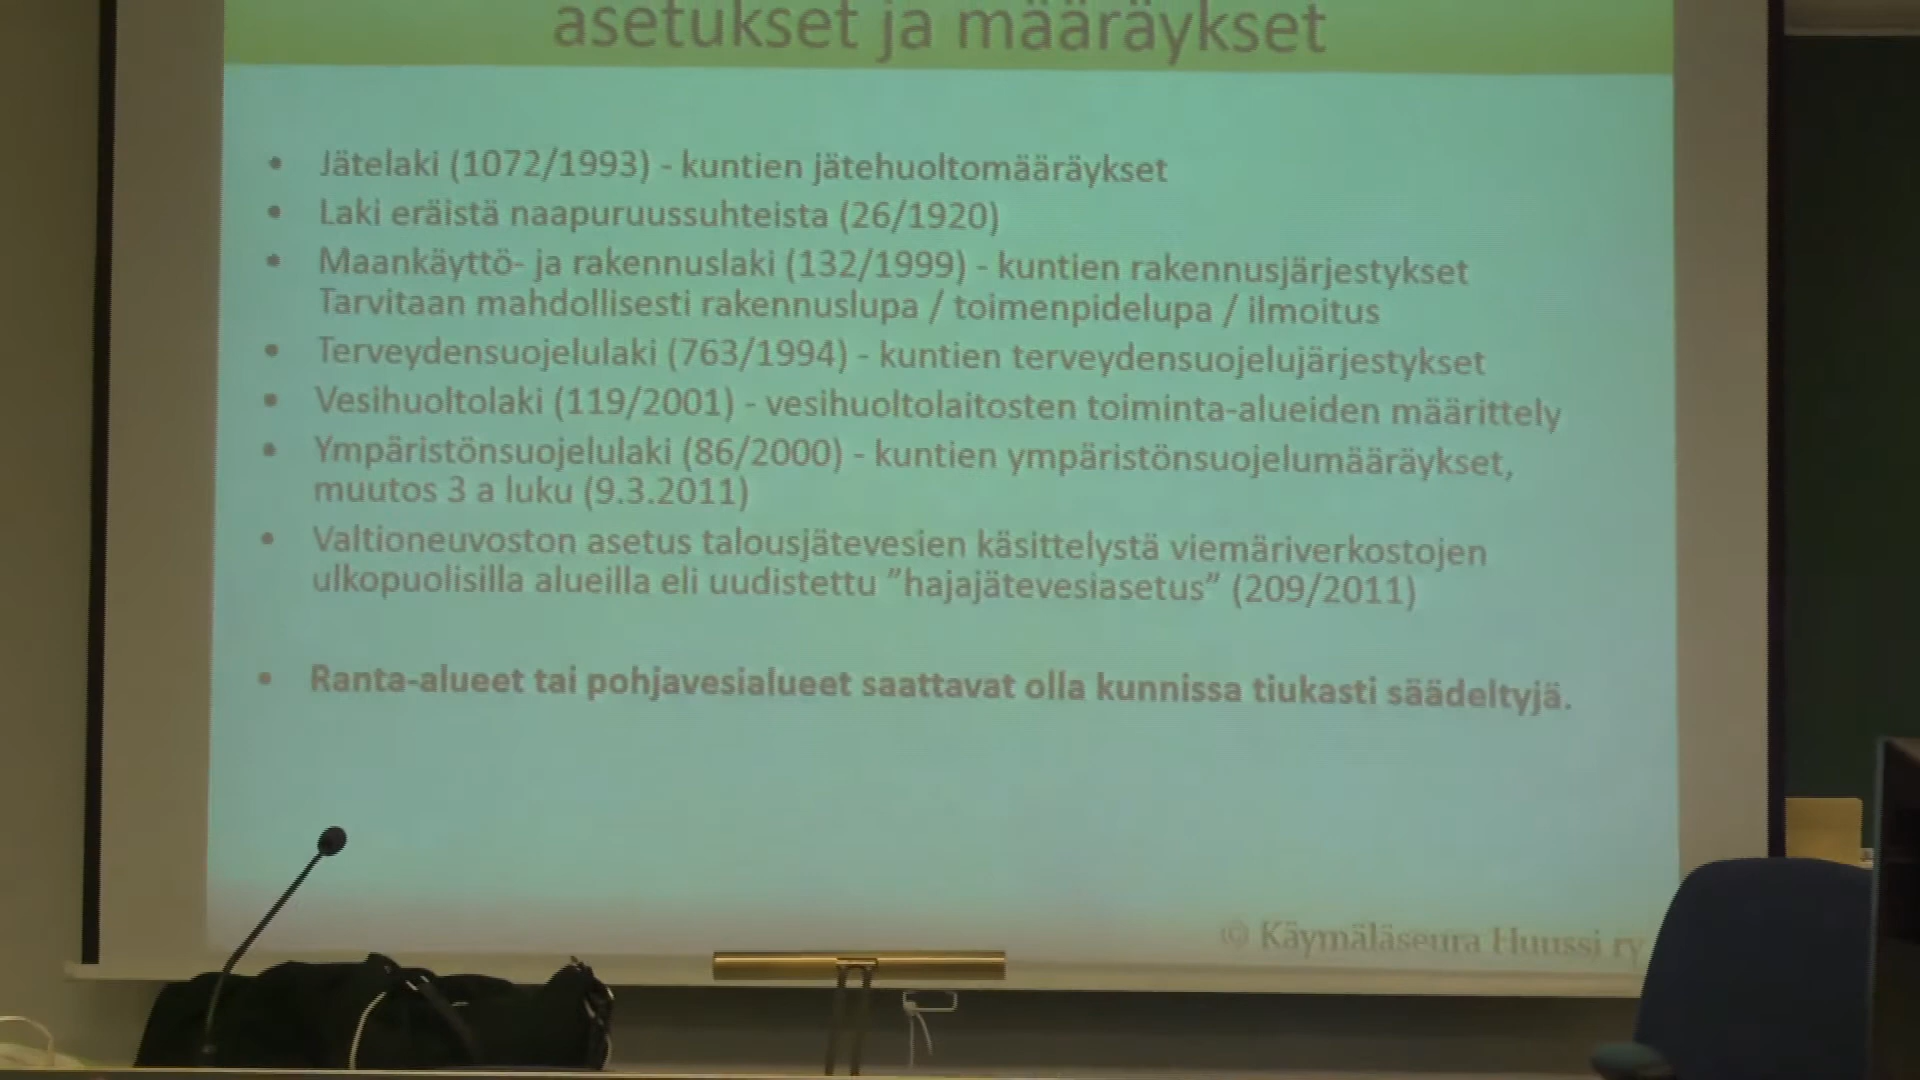 asetukset ja määräykset
• Jätelaki (1072/1993) - kuntien jätehuoltomääräykset
• Laki eräistä naapuruussuhteista (26/1920)
• Maankäyttö- ja rakennuslaki (132/1999) - kuntien rakennusjärjestykset
Tarvitaan mahdollisesti rakennuslupa / toimenpidelupa / ilmoitus
• Terveydensuojelulaki (763/1994) - kuntien terveydensuojelujärjestykset
• Vesihuoltolaki (119/2001) - vesihuoltolaitosten toiminta-alueiden määrittely
• Ympäristönsuojelulaki (86/2000) - kuntien ympäristönsuojelumääräykset,
muutos 3 a luku (9.3.2011)
• Valtioneuvoston asetus talousjätevesien käsittelystä viemäriverkostojen
ulkopuolisilla alueilla eli uudistettu ”hajajätevesiasetus” (209/2011)
• Ranta-alueet tai pohjavesialueet saattavat olla kunnissa tiukasti säädeltyjä.
© Käymäläseura Huussi ry